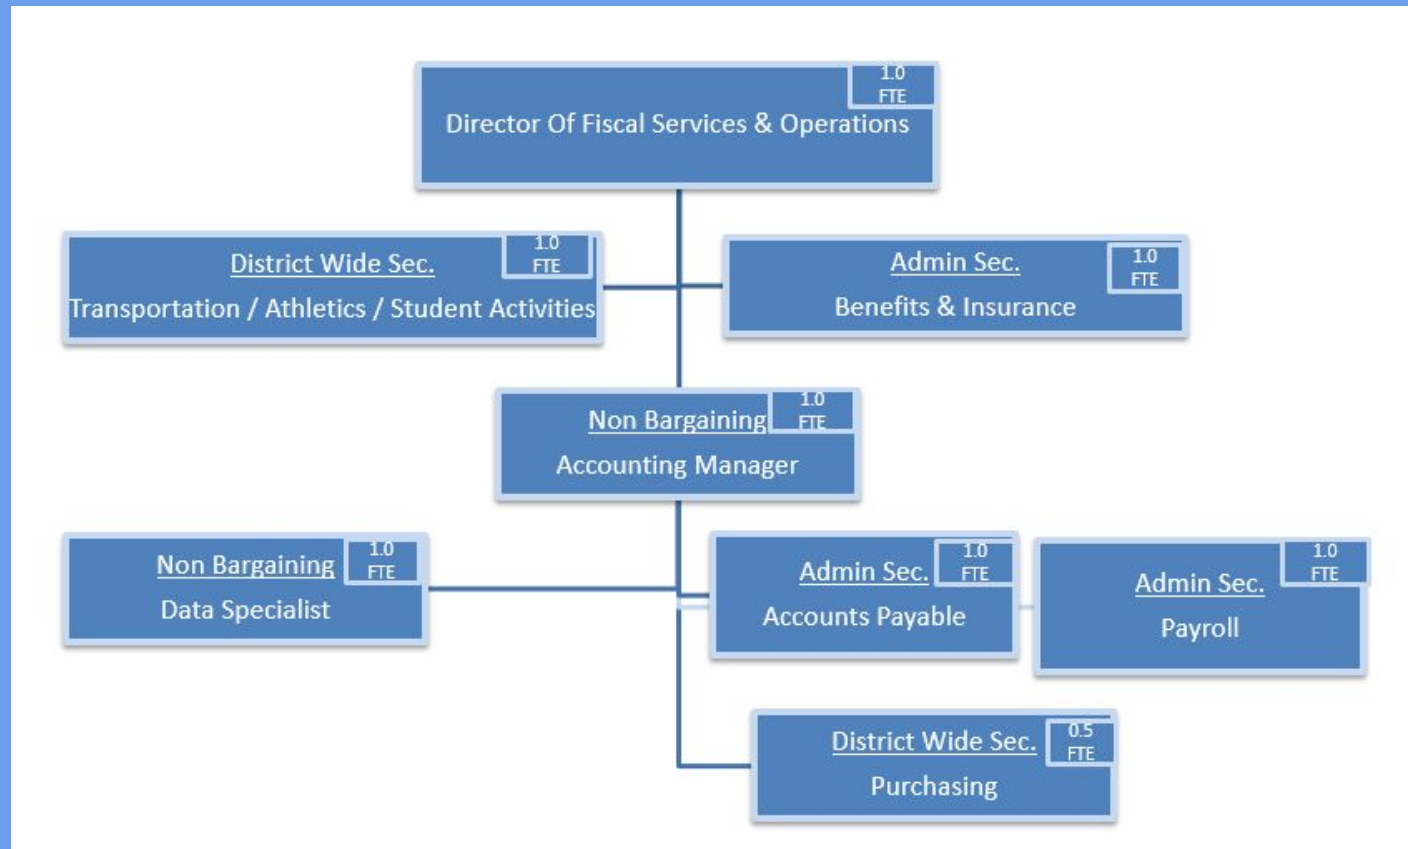 1.0
FTE
Director Of Fiscal Services & Operations
District Wide Sec.
1.0
FTE
Transportation / Athletics / Student Activities
Admin Sec.
1.0
FTE
Benefits & Insurance
Non Bargaining
1.0
FTE
Accounting Manager
Non Bargaining
1.0
FTE
Data Specialist
Admin Sec.
1.0
FTE
Accounts Payable
Admin Sec.
1.0
FTE
Payroll
District Wide Sec.
0.5
FTE
Purchasing